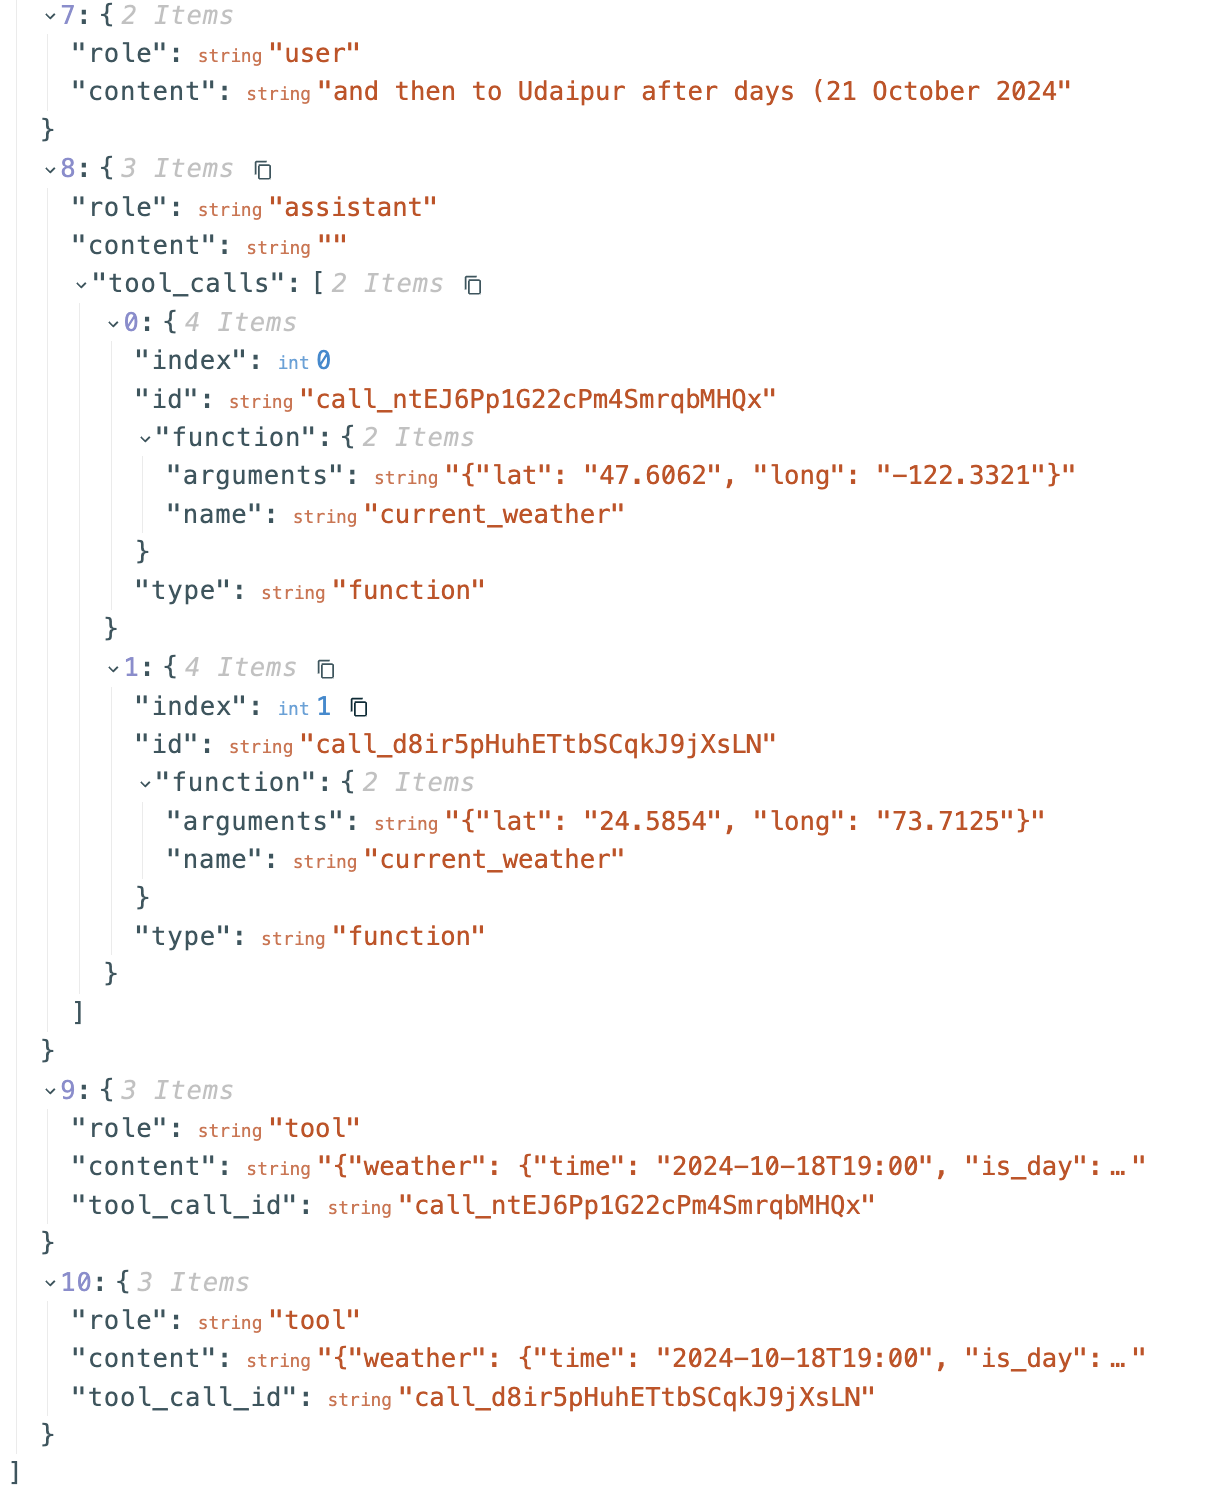 7: { 2 Items
"role": string "user"
"content": string "and then to Udaipur after days (21 October 2024"
}
8: { 3 Items
"role": string "assistant"
"content": string ""
"tool_calls": [ 2 Items
0: { 4 Items
"index": int 0
"id": string "call_ntEJ6Pp1G22cPm4SmrqbMHQx"
"function": { 2 Items
"arguments": string "{"lat": "47.6062", "long": "-122.3321"}"
"name": string "current_weather"
}
"type": string "function"
}
1: { 4 Items
"index": int 1
"id": string "call_d8ir5pHuhETtbSCqkJ9jXsLN"
"function": { 2 Items
"arguments": string "{"lat": "24.5854", "long": "73.7125"}"
"name": string "current_weather"
}
"type": string "function"
}
]
}
9: { 3 Items
"role": string "tool"
"content": string "{"weather": {"time": "2024-10-18T19:00", "is_day": … "
"tool_call_id": string "call_ntEJ6Pp1G22cPm4SmrqbMHQx"
}
10: { 3 Items
"role": string "tool"
"content": string "{"weather": {"time": "2024-10-18T19:00", "is_day": … "
"tool_call_id": string "call_d8ir5pHuhETtbSCqkJ9jXsLN"
}
]